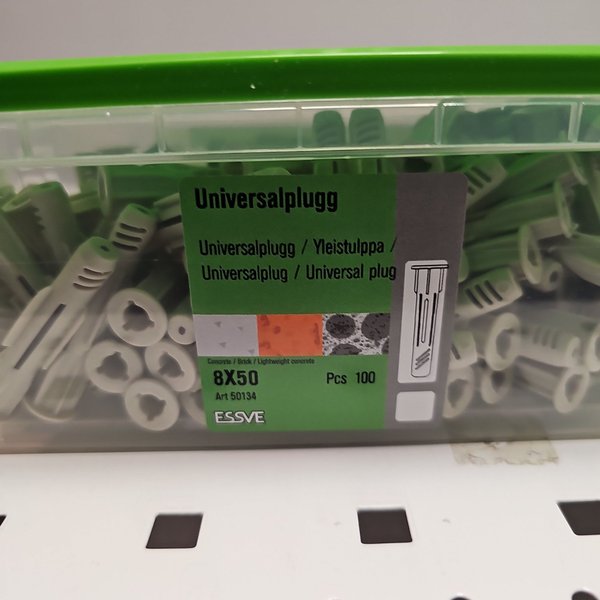 Universalplugg
Universalplugg / Yleistulppa /
Universalplug / Universal plug
Concrete / Brick / Lightweight concrete
8X50 Pcs 100
Art 50134
ESSVE